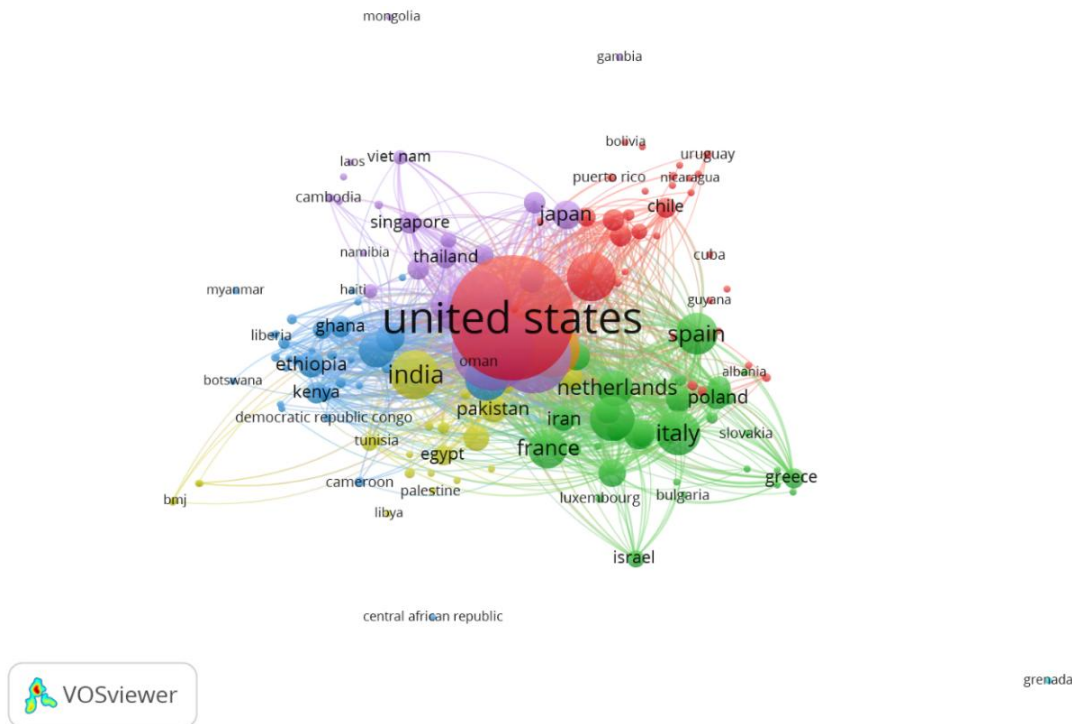 mongolia
gambia
bolivia
laos
viet nam
uruguay
puerto rico
nicaragua
cambodia
chile
singapore
japan
namibia
thailand
cuba
myanmar
haiti
guyana
united states
liberia
ghana
spain
ethiopia
oman
botswana
india
albania
kenya
netherlands
poland
democratic republic congo
pakistan
iran
tunisia
egypt
france
italy
slovakia
cameroon
palestine
greece
bmj
libya
luxembourg
bulgaria
israel
central african republic
grenada
VOSviewer